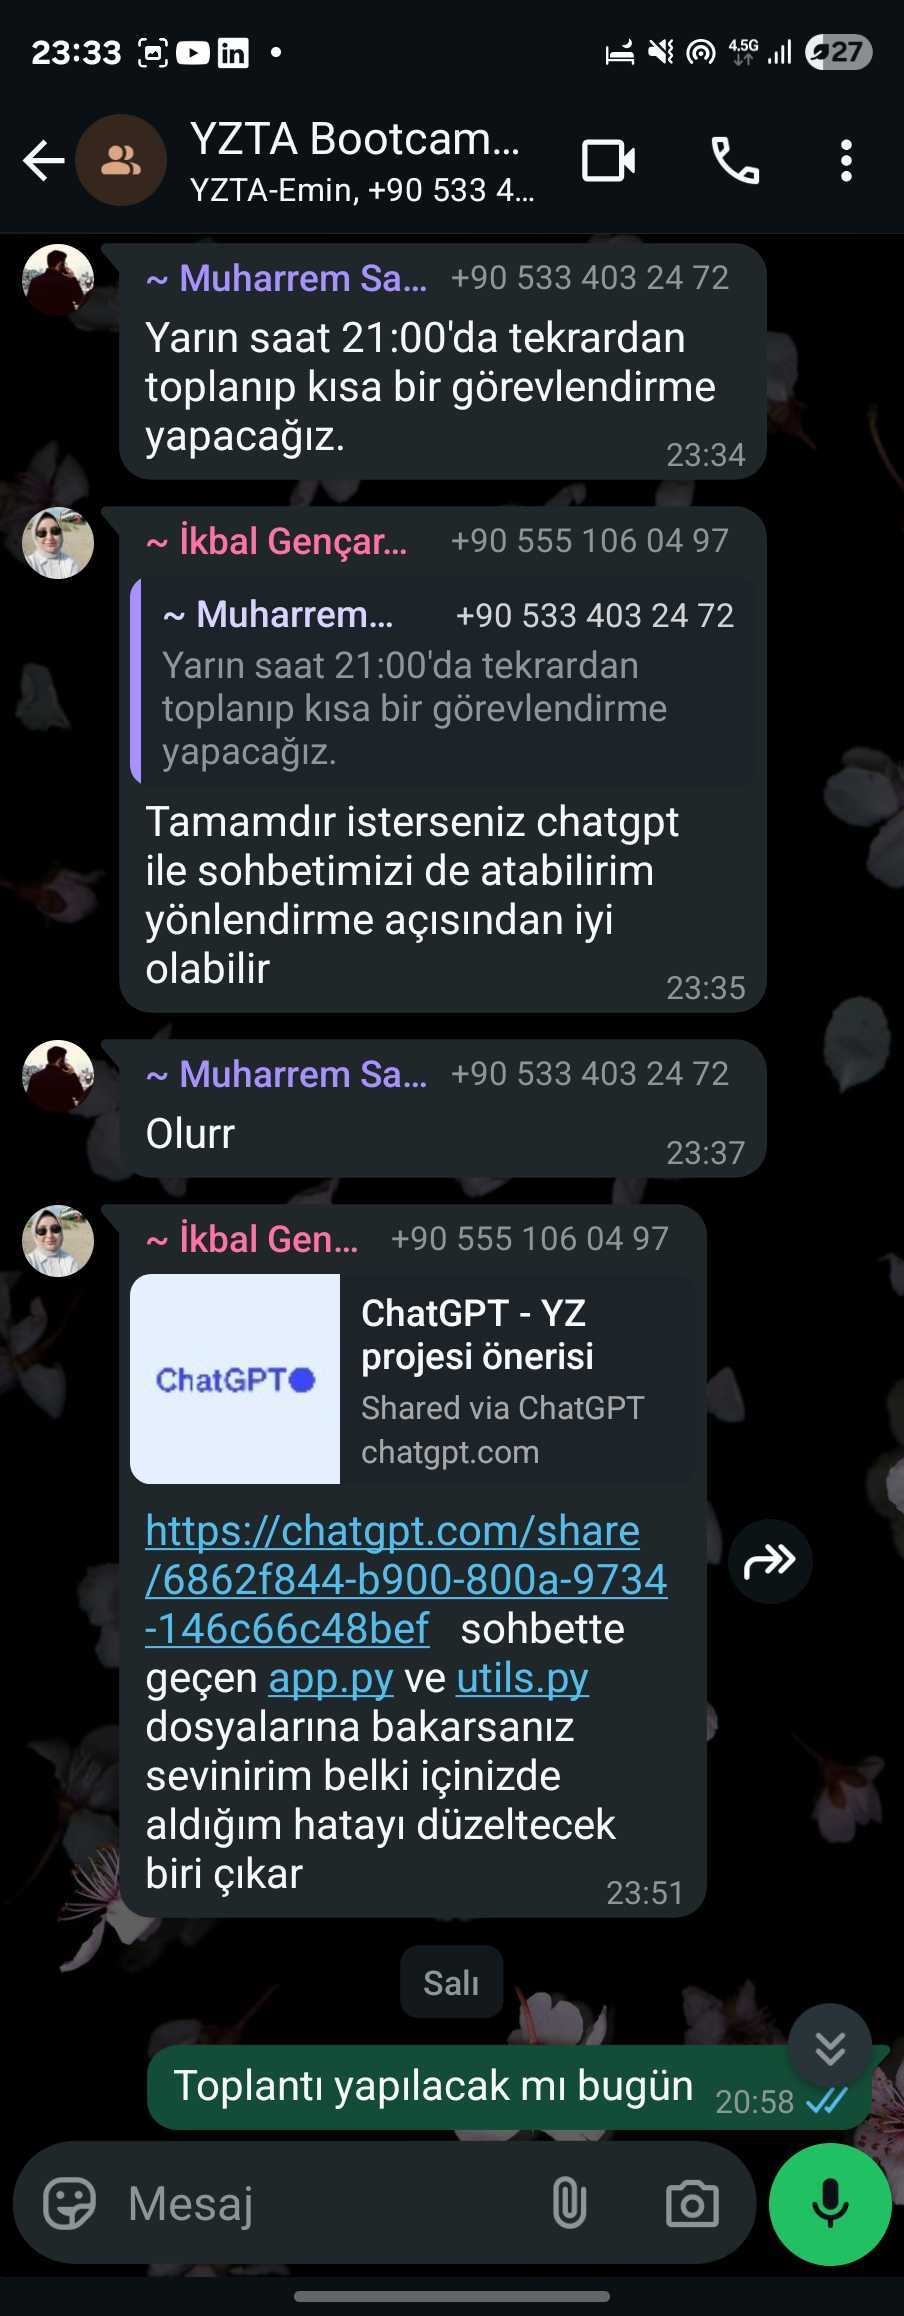 23:33
4.5G
27
YZTA Bootcam...
YZTA-Emin, +90 533 4...
~ Muharrem Sa... +90 533 403 24 72
Yarın saat 21:00'da tekrardan
toplanıp kısa bir görevlendirme
yapacağız.
23:34
~ İkbal Gençar... +90 555 106 04 97
~ Muharrem... +90 533 403 24 72
Yarın saat 21:00'da tekrardan
toplanıp kısa bir görevlendirme
yapacağız.
Tamamdır isterseniz chatgpt
ile sohbetimizi de atabilirim
yönlendirme açısından iyi
olabilir
23:35
~ Muharrem Sa... +90 533 403 24 72
Olurr
23:37
~ İkbal Gen... +90 555 106 04 97
ChatGPT
ChatGPT - YZ
projesi önerisi
Shared via ChatGPT
chatgpt.com
https://chatgpt.com/share
/6862f844-b900-800a-9734
-146c66c48bef sohbette
geçen app.py ve utils.py
dosyalarına bakarsanız
sevinirim belki içinizde
aldığım hatayı düzeltecek
biri çıkar
23:51
Salı
Toplantı yapılacak mı bugün
20:58
Mesaj